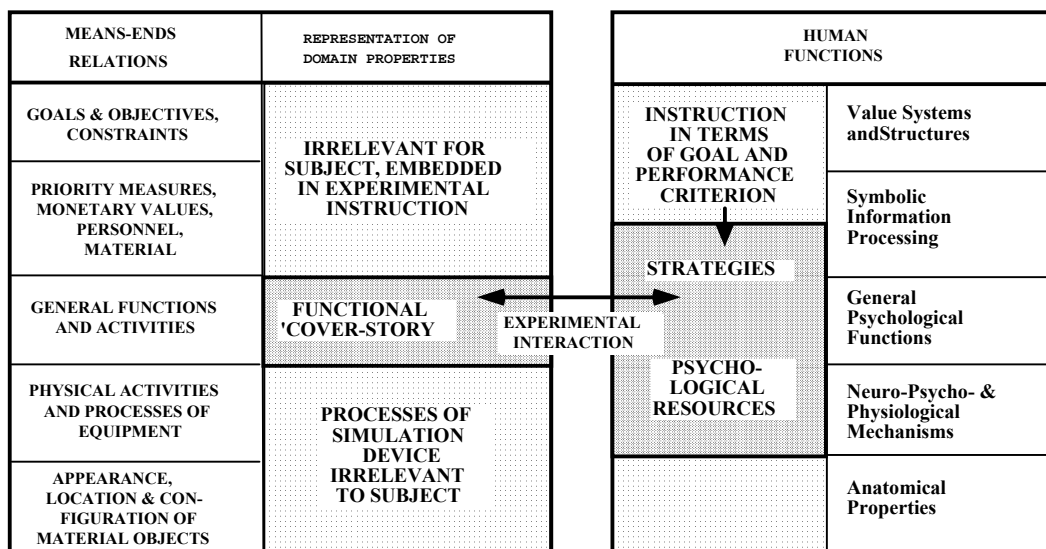 MEANS-ENDS
RELATIONS
REPRESENTATION OF
DOMAIN PROPERTIES
GOALS & OBJECTIVES,
CONSTRAINTS
PRIORITY MEASURES,
MONETARY VALUES,
PERSONNEL,
MATERIAL
GENERAL FUNCTIONS
AND ACTIVITIES
PHYSICAL ACTIVITIES
AND PROCESSES OF
EQUIPMENT
APPEARANCE,
LOCATION & CON-
FIGURATION OF
MATERIAL OBJECTS
IRRELEVANT FOR
SUBJECT, EMBEDDED
IN EXPERIMENTAL
INSTRUCTION
FUNCTIONAL
'COVER-STORY
PROCESSES OF
SIMULATION
DEVICE
IRRELEVANT
TO SUBJECT
EXPERIMENTAL
INTERACTION
HUMAN
FUNCTIONS
INSTRUCTION
IN TERMS
OF GOAL AND
PERFORMANCE
CRITERION
STRATEGIES
PSYCHO-
LOGICAL
RESOURCES
Value Systems
andStructures
Symbolic
Information
Processing
General
Psychological
Functions
Neuro-Psycho- &
Physiological
Mechanisms
Anatomical
Properties